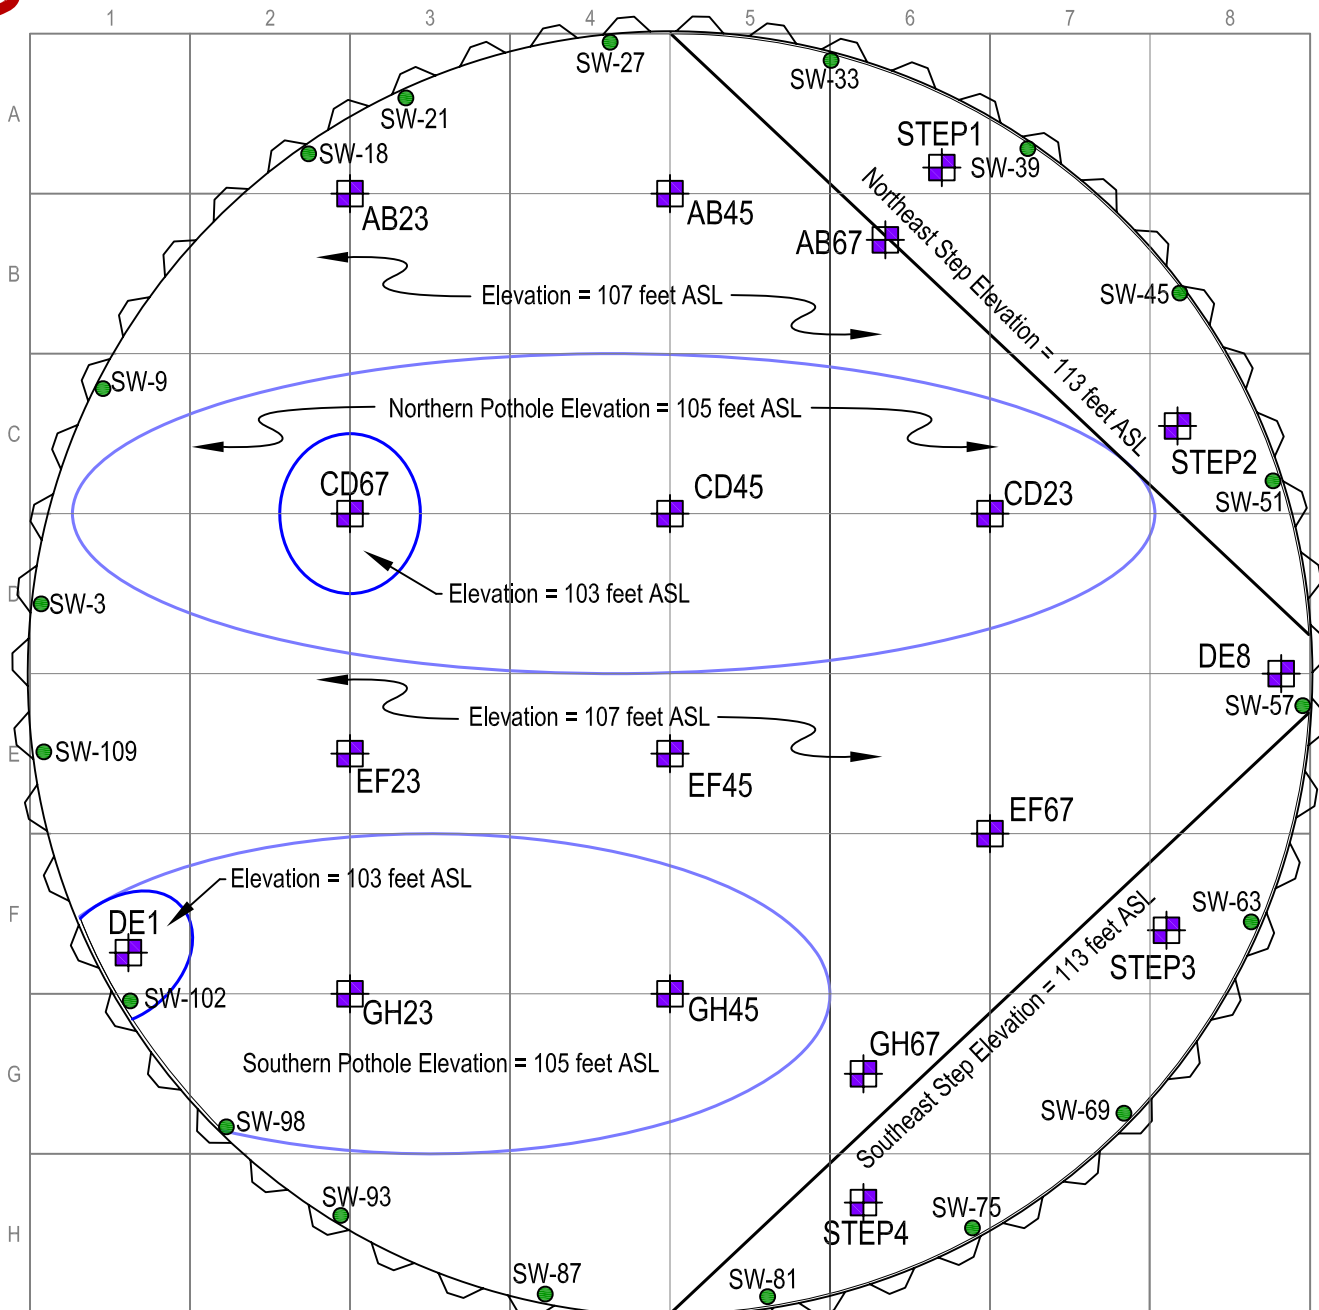 1 2 3 4 5 6 7 8
SW-27
SW-33
A
SW-21
STEP1
SW-18
SW-39
AB23
AB45
AB67
Northeast Step Elevation = 113 feet ASL
B
Elevation = 107 feet ASL
SW-45
SW-9
Northern Pothole Elevation = 105 feet ASL
C
STEP2
CD67
CD45
CD23
SW-51
D
Elevation = 103 feet ASL
SW-3
DE8
SW-57
Elevation = 107 feet ASL
E
SW-109
EF23
EF45
EF67
Elevation = 103 feet ASL
F
DE1
SW-63
STEP3
SW-102
GH23
GH45
GH67
Southeast Step Elevation = 113 feet ASL
Southern Pothole Elevation = 105 feet ASL
G
SW-98
SW-69
SW-93
SW-75
H
STEP4
SW-87
SW-81